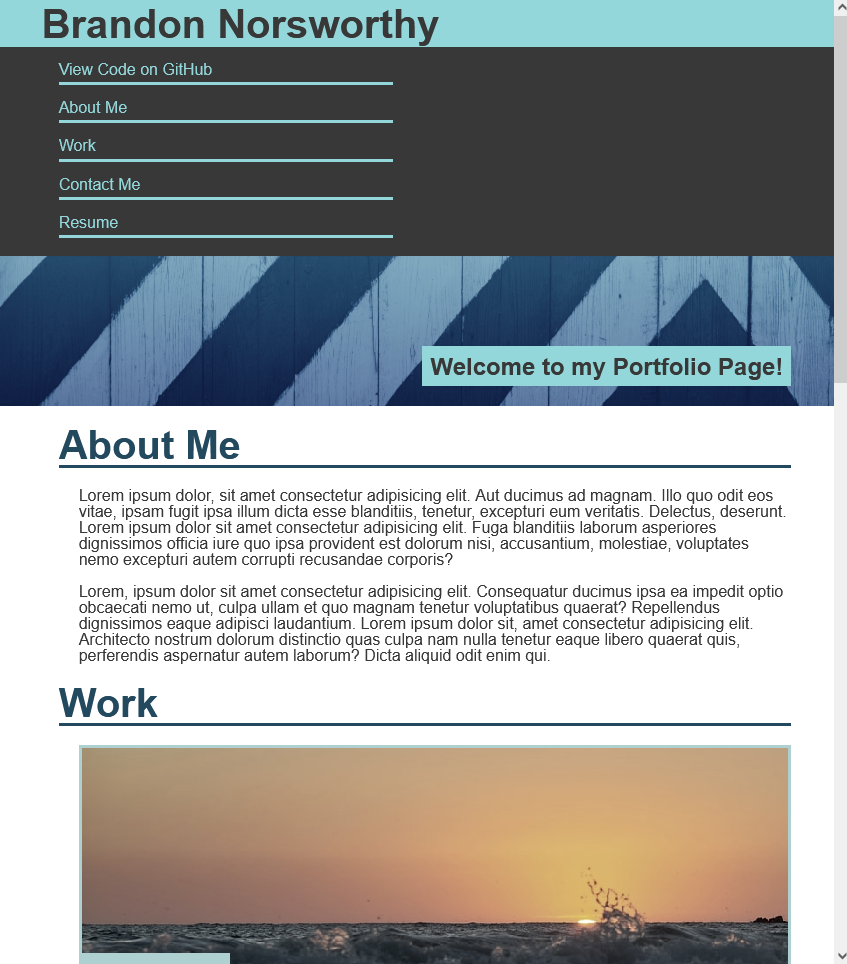 Brandon Norsworthy
View Code on GitHub
About Me
Work
Contact Me
Resume
Welcome to my Portfolio Page!
About Me
Lorem ipsum dolor, sit amet consectetur adipisicing elit. Aut ducimus ad magnam. Illo quo odit eos
vitae, ipsam fugit ipsa illum dicta esse blanditiis, tenetur, excepturi eum veritatis. Delectus, deserunt.
Lorem ipsum dolor sit amet consectetur adipisicing elit. Fuga blanditiis laborum asperiores
dignissimos officia iure quo ipsa provident est dolorum nisi, accusantium, molestiae, voluptates
nemo excepturi autem corrupti recusandae corporis?
Lorem, ipsum dolor sit amet consectetur adipisicing elit. Consequatur ducimus ipsa ea impedit optio
obcaecati nemo ut, culpa ullam et quo magnam tenetur voluptatibus quaerat? Repellendus
dignissimos eaque adipisci laudantium. Lorem ipsum dolor sit, amet consectetur adipisicing elit.
Architecto nostrum dolorum distinctio quas culpa nam nulla tenetur eaque libero quaerat quis,
perferendis aspernatur autem laborum? Dicta aliquid odit enim qui.
Work